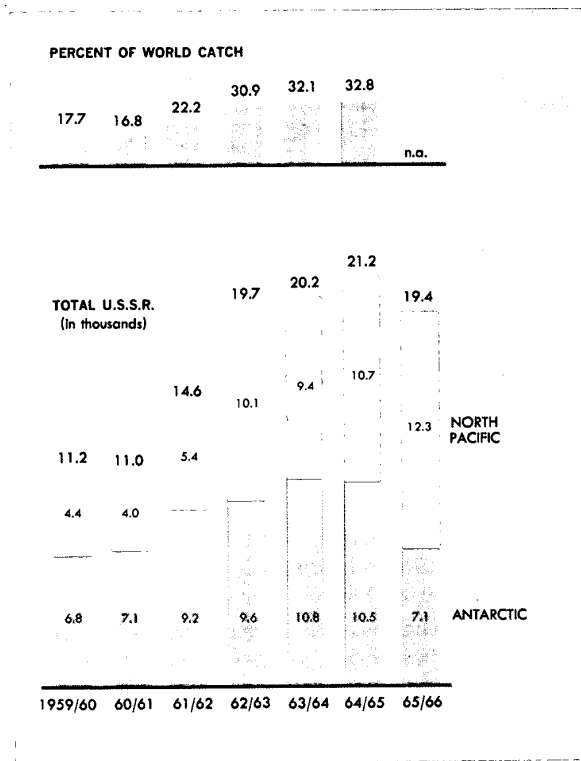 PERCENT OF WORLD CATCH
17.7 16.8 22.2 30.9 32.1 32.8 n.a.
TOTAL U.S.S.R.
(In thousands)
11.2 11.0 14.6 19.7 20.2 21.2 19.4
4.4 4.0 5.4 10.1 9.4 10.7 12.3
NORTH
PACIFIC
6.8 7.1 9.2 9.6 10.8 10.5 7.1 ANTARCTIC
1959/60 60/61 61/62 62/63 63/64 64/65 65/66